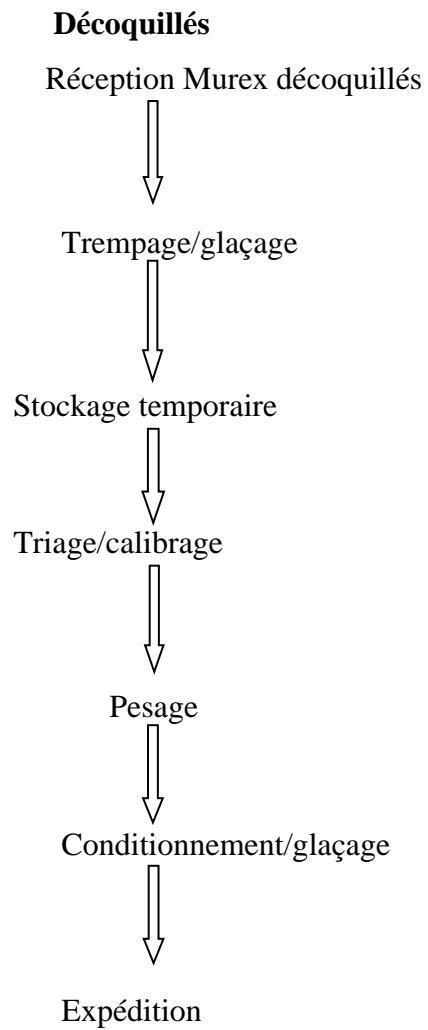 Décoquillés
Réception Murex décoquillés
Trempage/glaçage
Stockage temporaire
Triage/calibrage
Pesage
Conditionnement/glaçage
Expédition